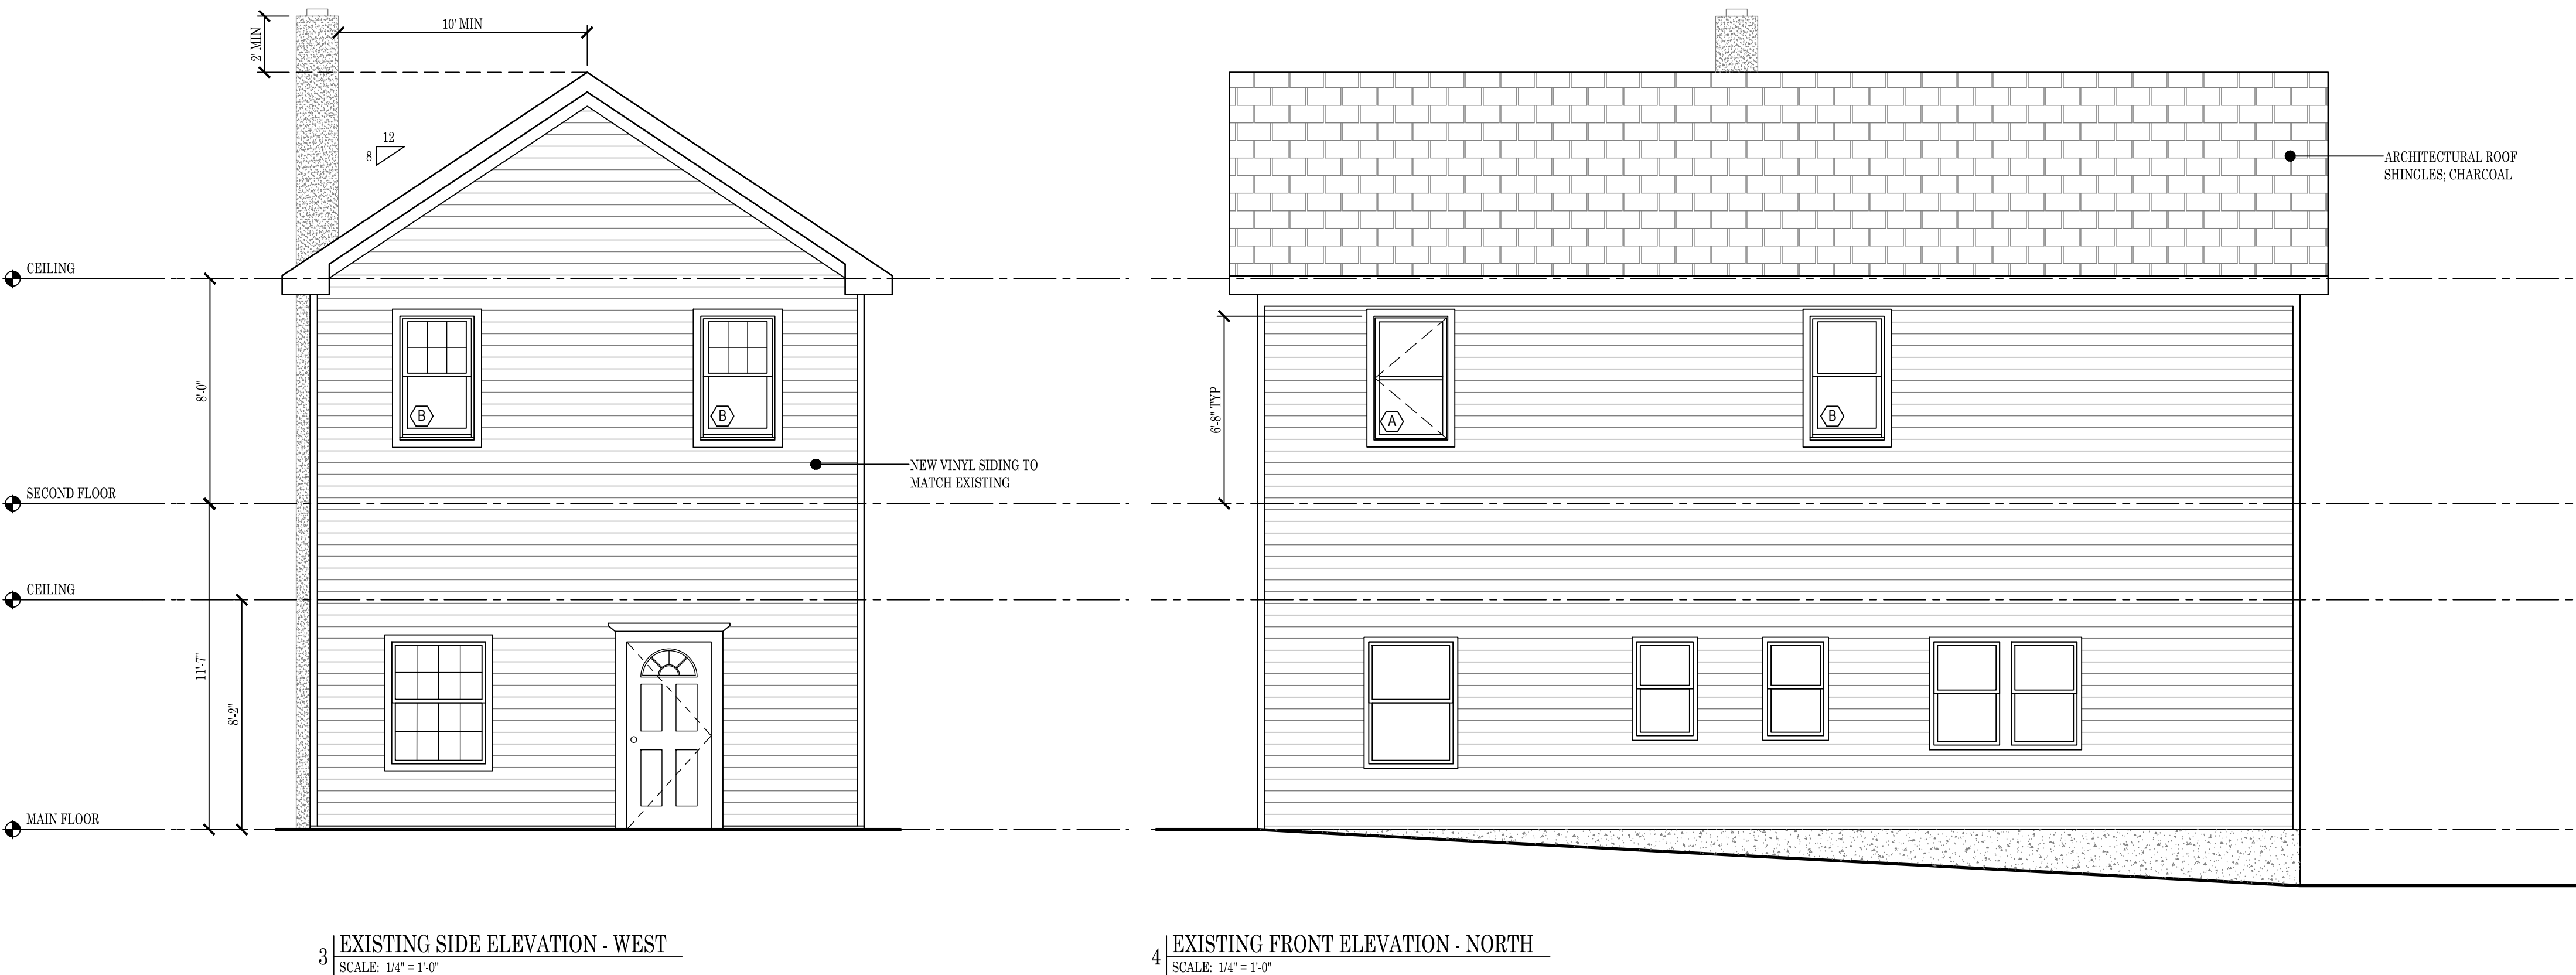 10' MIN
2' MIN
12
8
ARCHITECTURAL ROOF
SHINGLES; CHARCOAL
CEILING
8'-0"
B
B
6'-8" TYP
A
B
NEW VINYL SIDING TO
MATCH EXISTING
SECOND FLOOR
CEILING
11'-7"
8'-2"
MAIN FLOOR
3
EXISTING SIDE ELEVATION - WEST
SCALE: 1/4" = 1'-0"
4
EXISTING FRONT ELEVATION - NORTH
SCALE: 1/4" = 1'-0"